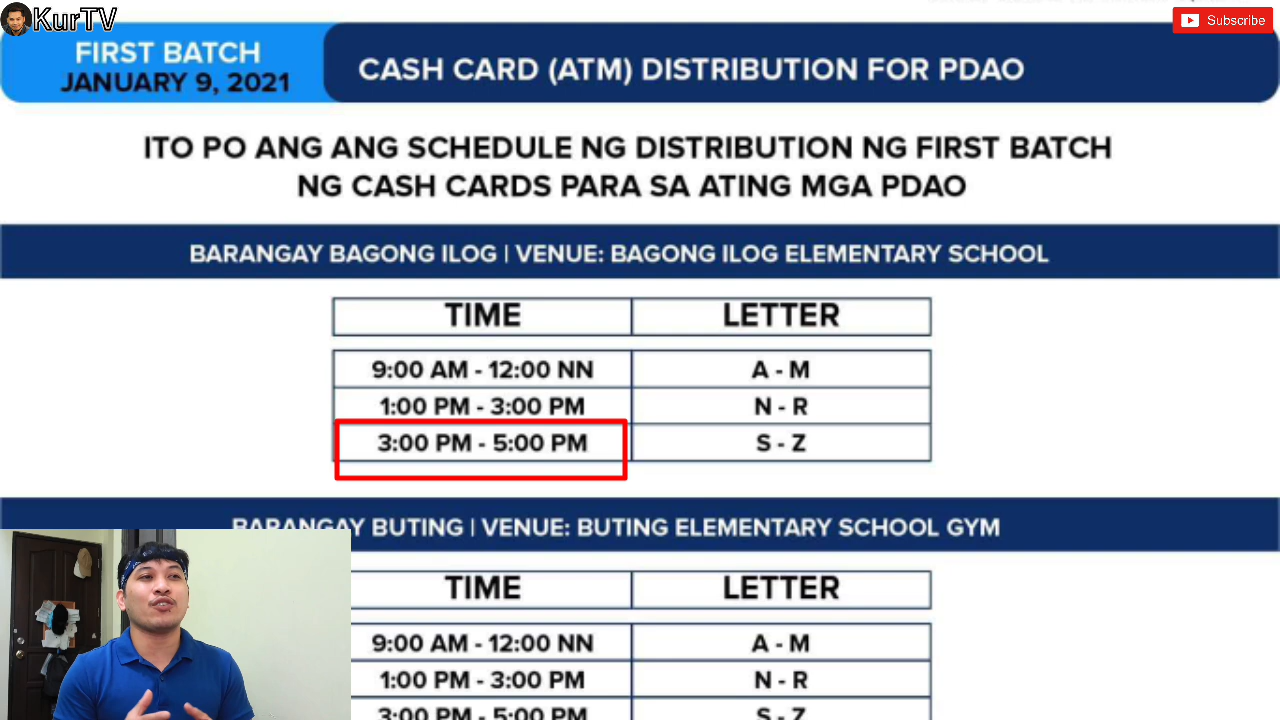 KurTV
Subscribe
FIRST BATCH
JANUARY 9, 2021
CASH CARD (ATM) DISTRIBUTION FOR PDAO
ITO PO ANG ANG SCHEDULE NG DISTRIBUTION NG FIRST BATCH
NG CASH CARDS PARA SA ATING MGA PDAO
BARANGAY BAGONG ILOG | VENUE: BAGONG ILOG ELEMENTARY SCHOOL
TIME LETTER
9:00 AM - 12:00 NN A - M
1:00 PM - 3:00 PM N - R
3:00 PM - 5:00 PM S - Z
BARANGAY BUTING | VENUE: BUTING ELEMENTARY SCHOOL GYM
TIME LETTER
9:00 AM - 12:00 NN A - M
1:00 PM - 3:00 PM N - R
3:00 PM - 5:00 PM S - Z